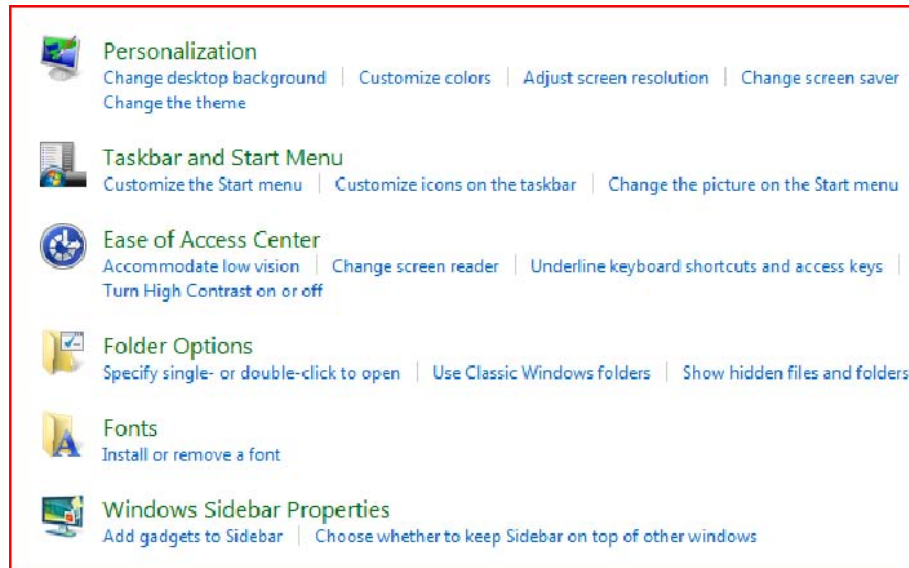 Personalization
Change desktop background | Customize colors | Adjust screen resolution | Change screen saver
Change the theme
Taskbar and Start Menu
Customize the Start menu | Customize icons on the taskbar | Change the picture on the Start menu
Ease of Access Center
Accommodate low vision | Change screen reader | Underline keyboard shortcuts and access keys |
Turn High Contrast on or off
Folder Options
Specify single- or double-click to open | Use Classic Windows folders | Show hidden files and folders
Fonts
Install or remove a font
Windows Sidebar Properties
Add gadgets to Sidebar | Choose whether to keep Sidebar on top of other windows